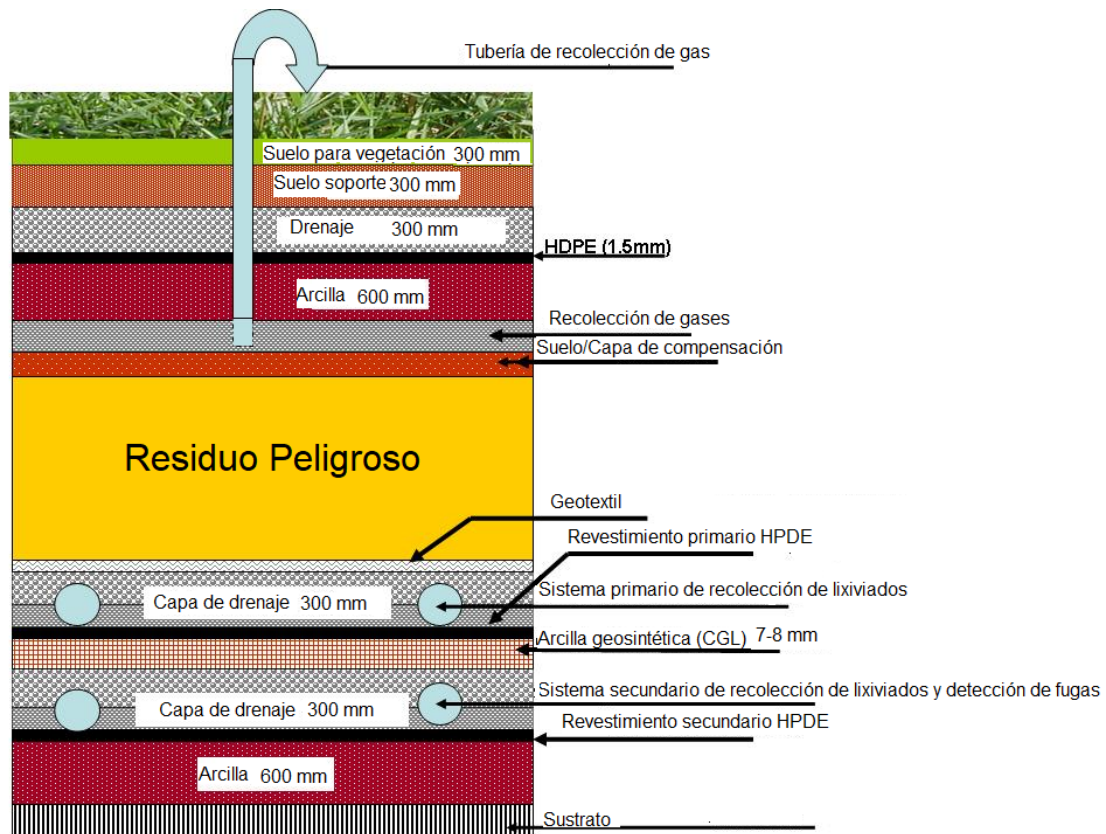 Tubería de recolección de gas
Suelo para vegetación 300 mm
Suelo soporte 300 mm
Drenaje 300 mm
HDPE (1.5mm)
Arcilla 600 mm
Recolección de gases
Suelo/Capa de compensación
Residuo Peligroso
Geotextil
Revestimiento primario HPDE
Sistema primario de recolección de lixiviados
Capa de drenaje 300 mm
Arcilla geosintética (CGL) 7-8 mm
Sistema secundario de recolección de lixiviados y detección de fugas
Capa de drenaje 300 mm
Revestimiento secundario HPDE
Arcilla 600 mm
Sustrato